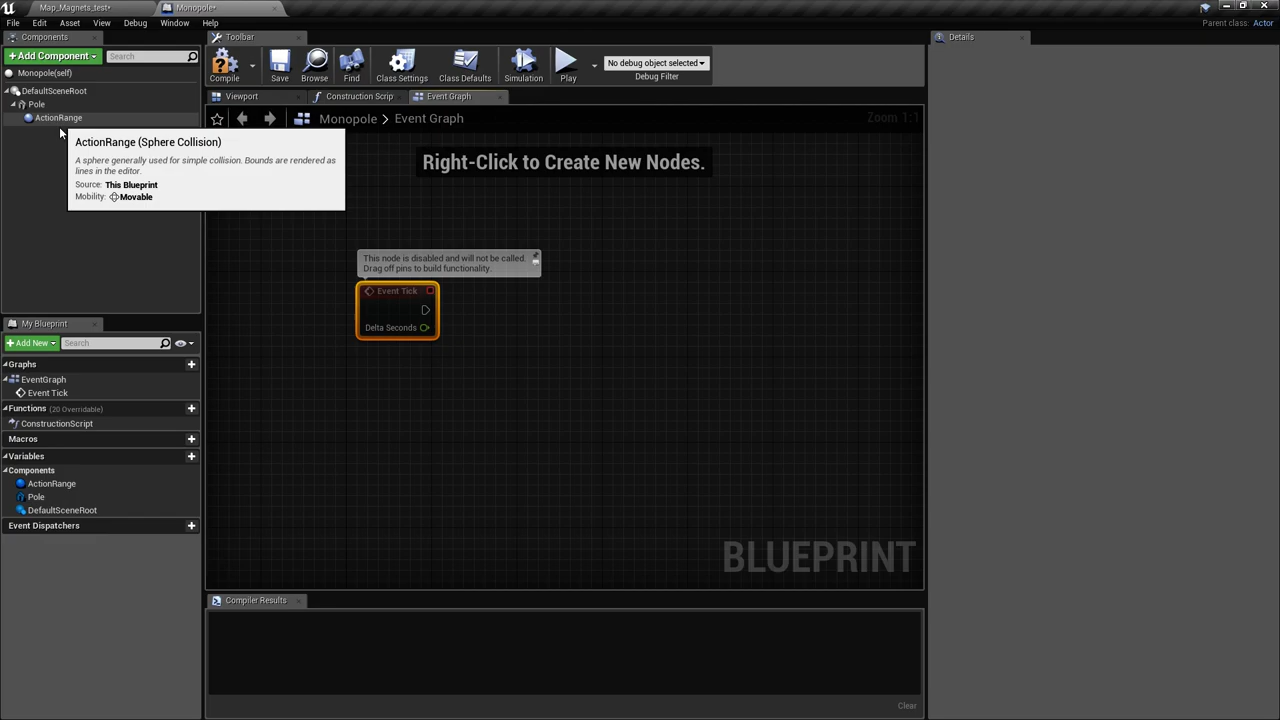 Map_Magnets_test*
Monopole*
File Edit Asset View Debug Window Help
Parent class: Actor
Components
+ Add Component
Search
Monopole(self)
DefaultSceneRoot
Pole
ActionRange
ActionRange (Sphere Collision)
A sphere generally used for simple collision. Bounds are rendered as
lines in the editor.
Source: This Blueprint
Mobility: Movable
Toolbar
Compile Save Browse Find Class Settings Class Defaults Simulation Play
No debug object selected
Debug Filter
Viewport Construction Scrip Event Graph
Monopole > Event Graph
Zoom 1:1
Right-Click to Create New Nodes.
This node is disabled and will not be called.
Drag off pins to build functionality.
Event Tick
Delta Seconds
BLUEPRINT
My Blueprint
+ Add New
Search
Graphs
EventGraph
Event Tick
Functions (20 Overridable)
ConstructionScript
Macros
Variables
Components
ActionRange
Pole
DefaultSceneRoot
Event Dispatchers
Compiler Results
Clear
Details